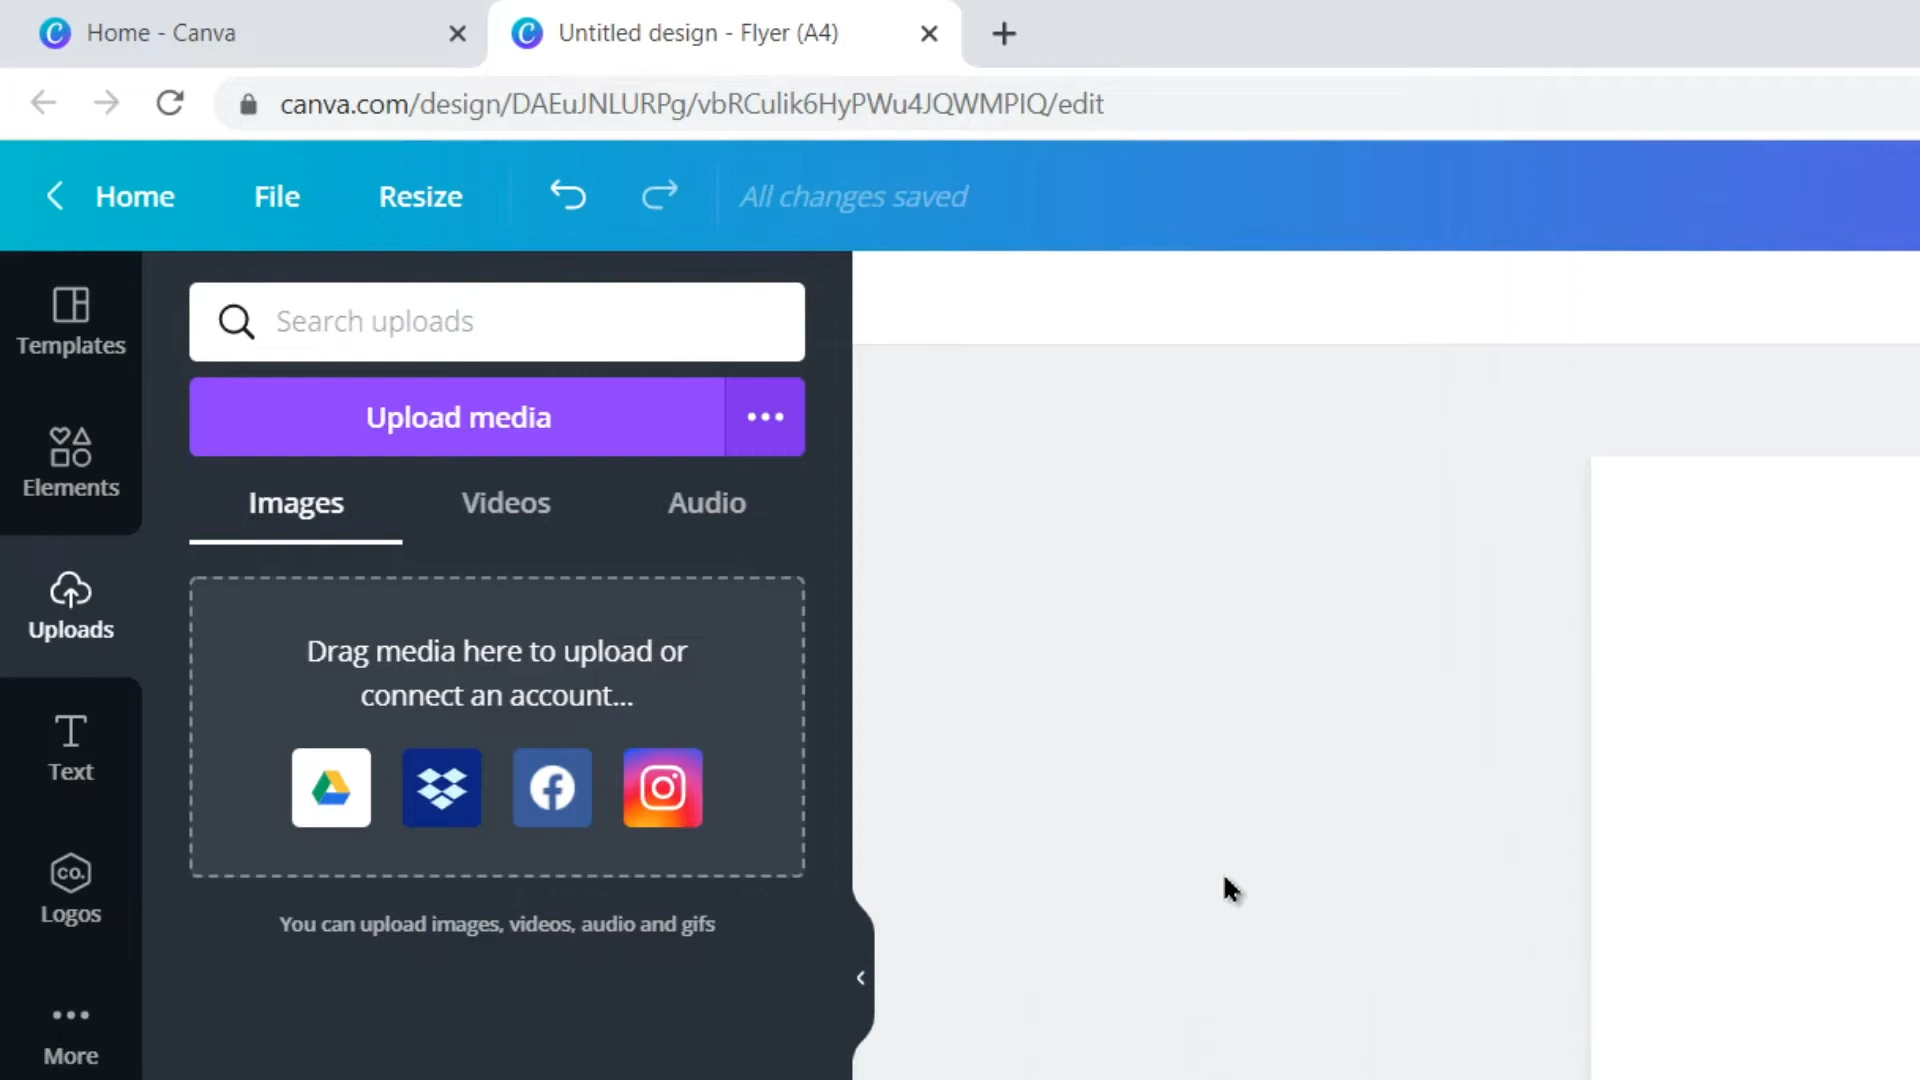 Home - Canva
Untitled design - Flyer (A4)
canva.com/design/DAEuJNLURPg/vbRCulik6HyPWu4JQWMPIQ/edit
Home File Resize All changes saved
Templates
Elements
Uploads
Text
CO.
Logos
More
Search uploads
Upload media
Images Videos Audio
Drag media here to upload or
connect an account...
You can upload images, videos, audio and gifs